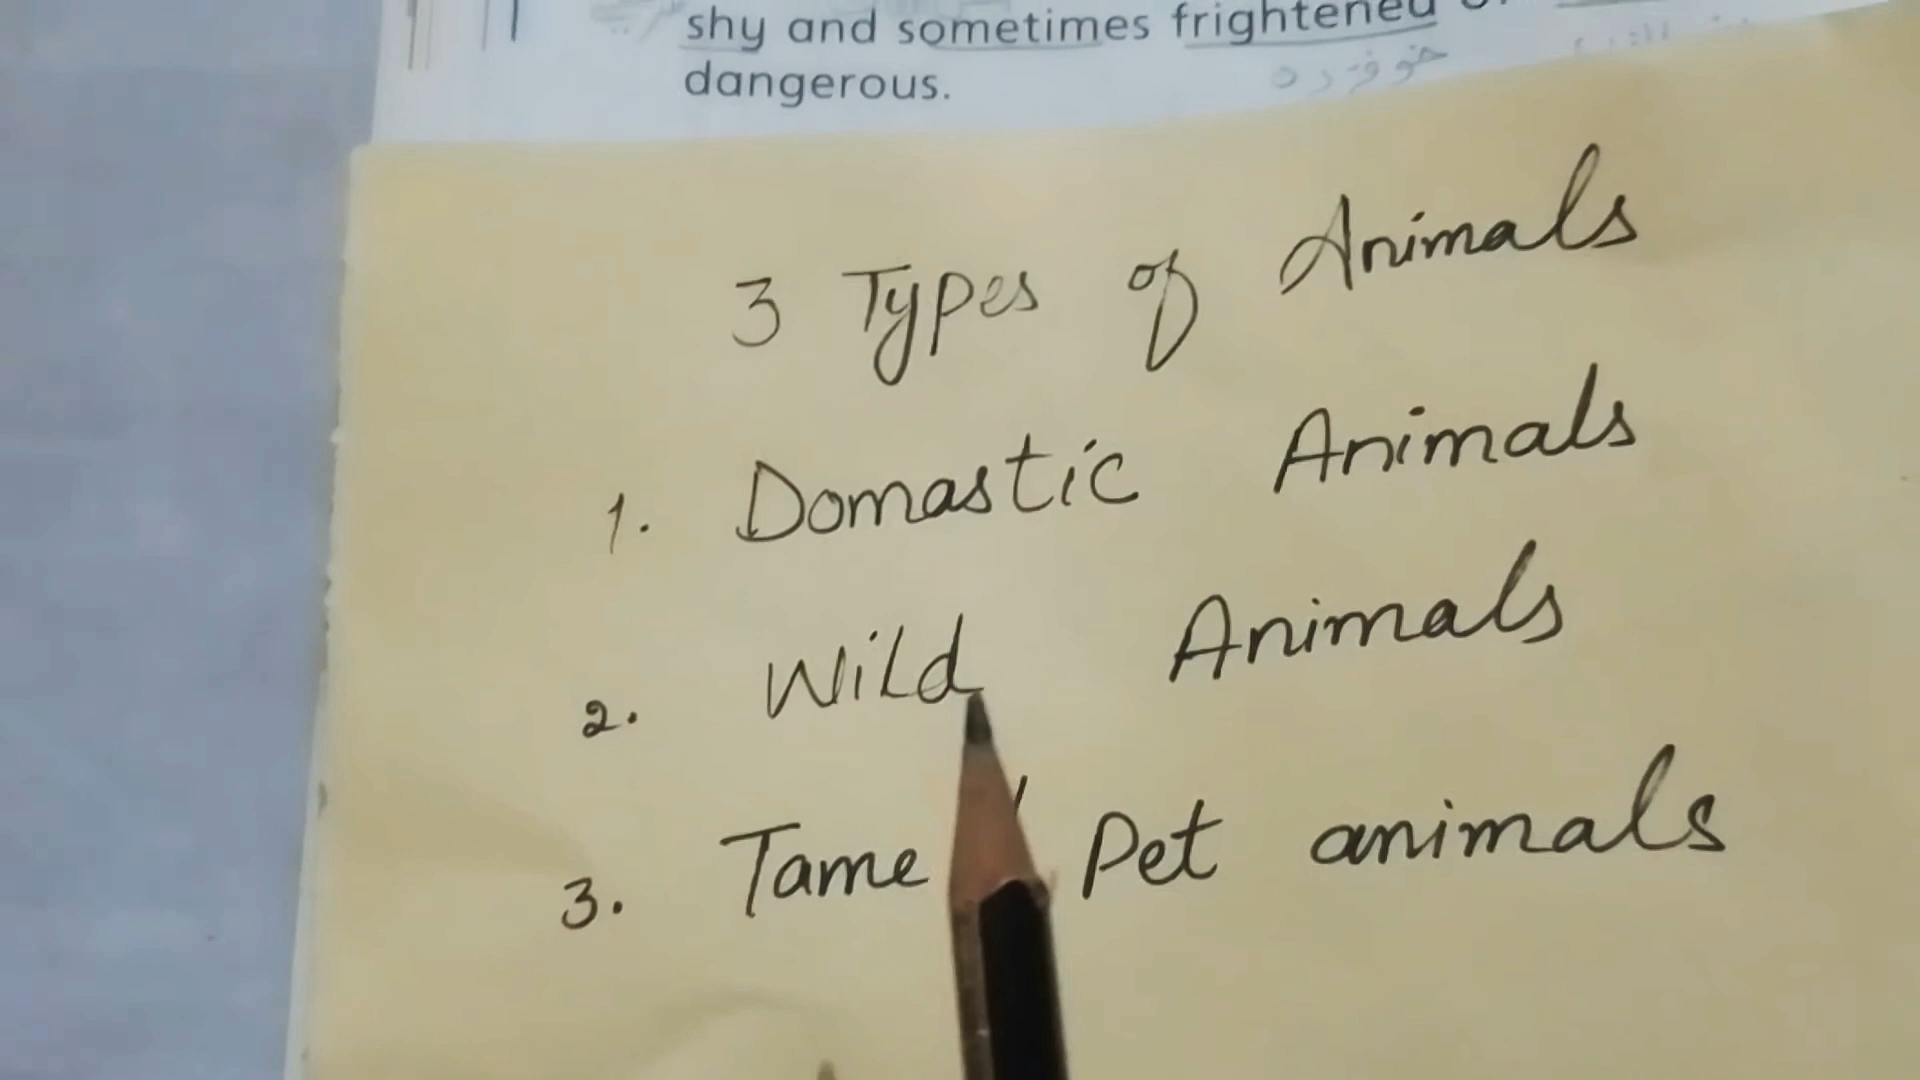 shy and sometimes frightened
dangerous.
خوفزده
3 Types of Animals
1. Domastic Animals
2. Wild Animals
3. Tame / Pet animals